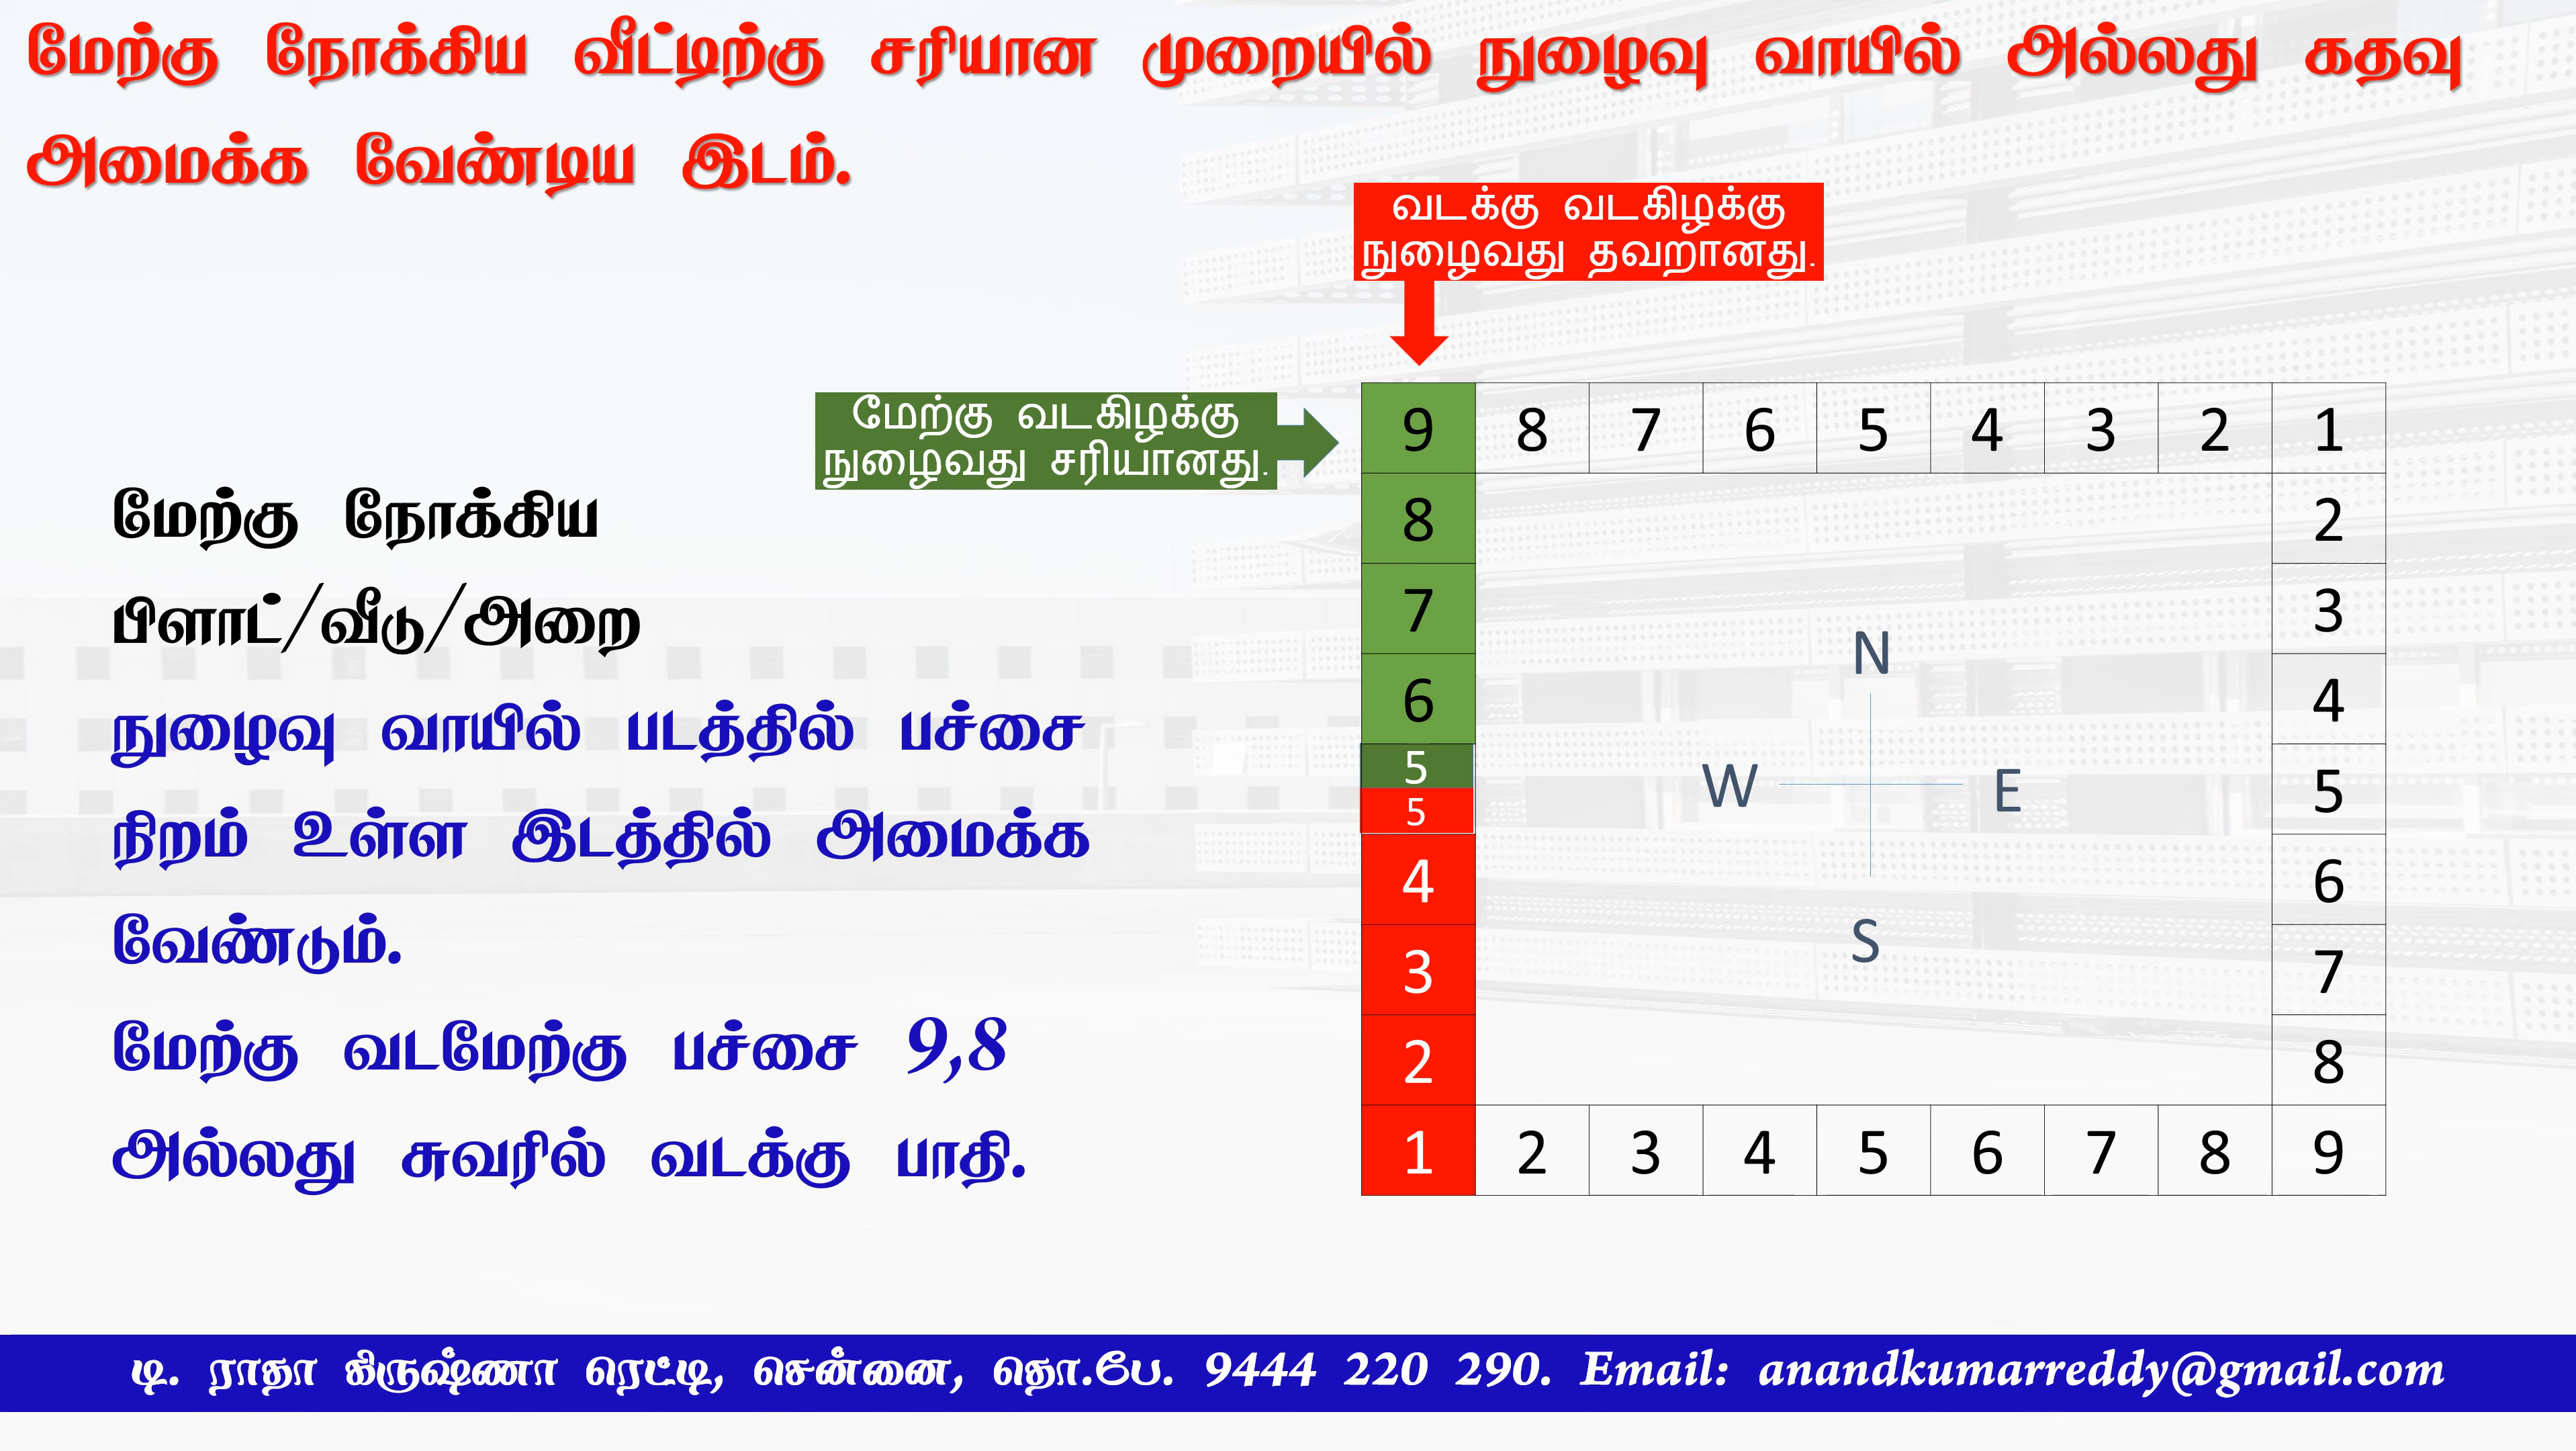 மேற்கு நோக்கிய வீட்டிற்கு சரியான முறையில் நுழைவு வாயில் அல்லது கதவு
அமைக்க வேண்டிய இடம்.
வடக்கு வடகிழக்கு
நுழைவது தவறானது.
மேற்கு வடகிழக்கு
நுழைவது சரியானது.
மேற்கு நோக்கிய
பிளாட்/வீடு/அறை
நுழைவு வாயில் படத்தில் பச்சை
நிறம் உள்ள இடத்தில் அமைக்க
வேண்டும்.
மேற்கு வடமேற்கு பச்சை 9,8
அல்லது சுவரில் வடக்கு பாதி.
9 8 7 6 5 4 3 2 1
8 2
7 3
N
6 4
5
W E
5 5
4 6
S
3 7
2 8
1 2 3 4 5 6 7 8 9
டி. ராதா கிருஷ்ணா ரெட்டி, சென்னை, தொ.பே. 9444 220 290. Email: anandkumarreddy@gmail.com